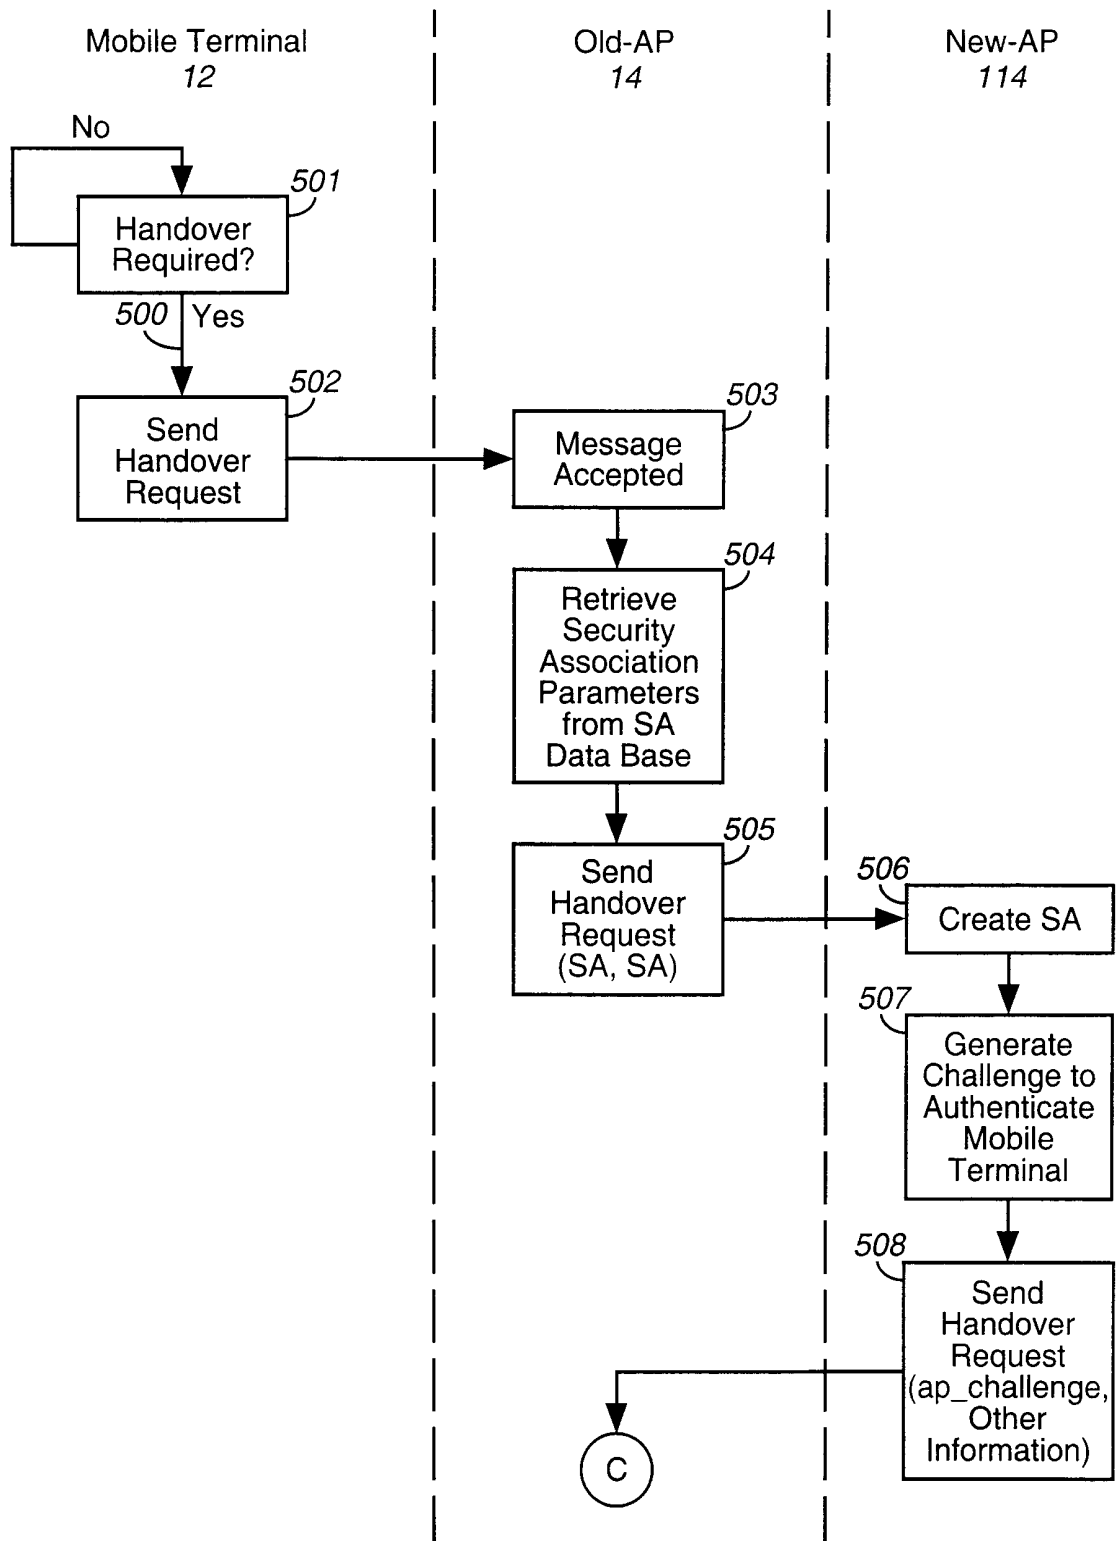 Mobile Terminal
12
Old-AP
14
New-AP
114
No
501
Handover
Required?
500
Yes
502
Send
Handover
Request
503
Message
Accepted
504
Retrieve
Security
Association
Parameters
from SA
Data Base
505
Send
Handover
Request
(SA, SA)
506
Create SA
507
Generate
Challenge to
Authenticate
Mobile
Terminal
508
Send
Handover
Request
(ap_challenge,
Other
Information)
C